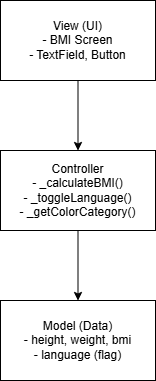 View (UI)
- BMI Screen
- TextField, Button
Controller
- _calculateBMI()
- _toggleLanguage()
- _getColorCategory()
Model (Data)
- height, weight, bmi
- language (flag)